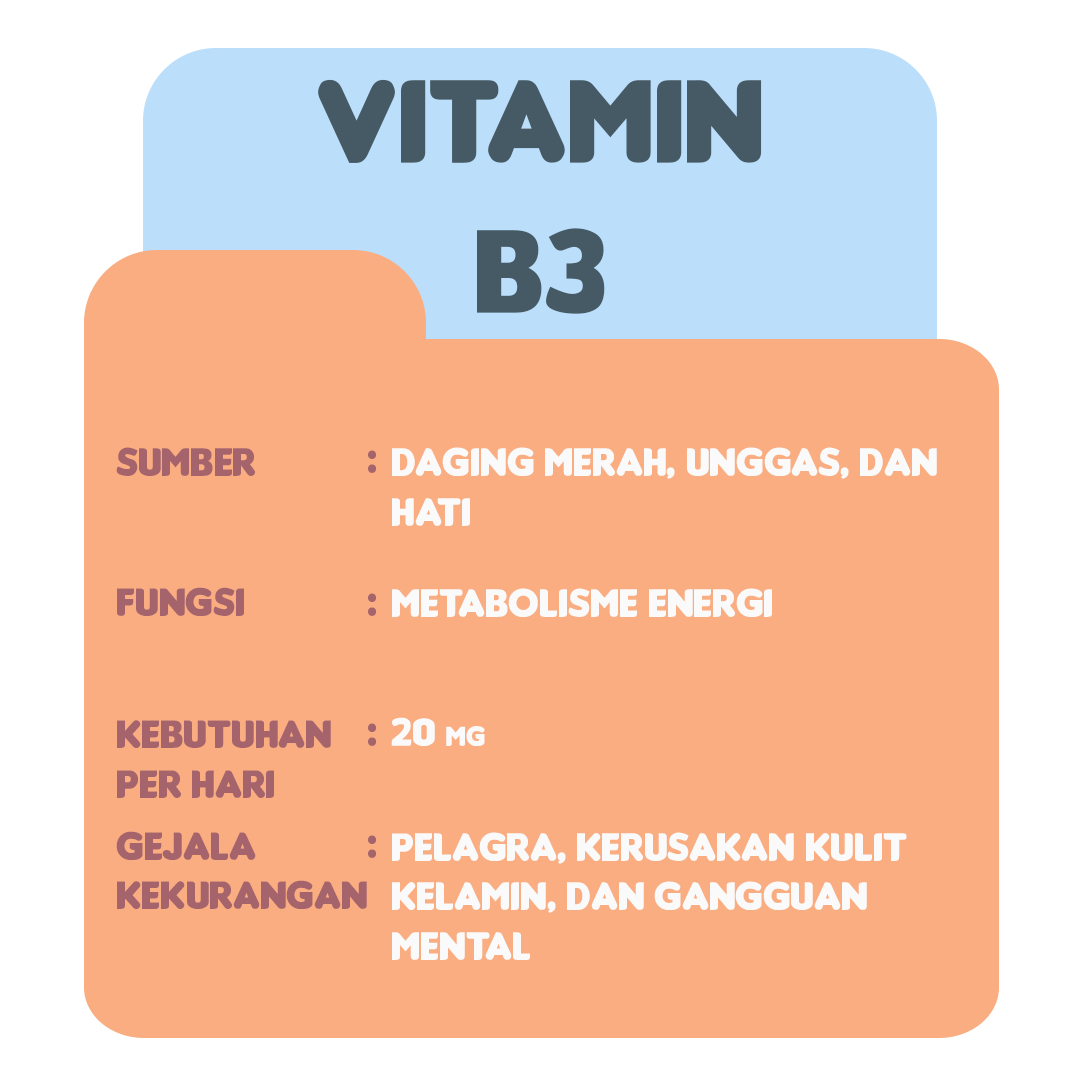 VITAMIN
B3
SUMBER : DAGING MERAH, UNGGAS, DAN
HATI
FUNGSI : METABOLISME ENERGI
KEBUTUHAN : 20 MG
PER HARI
GEJALA : PELAGRA, KERUSAKAN KULIT
KEKURANGAN KELAMIN, DAN GANGGUAN
MENTAL